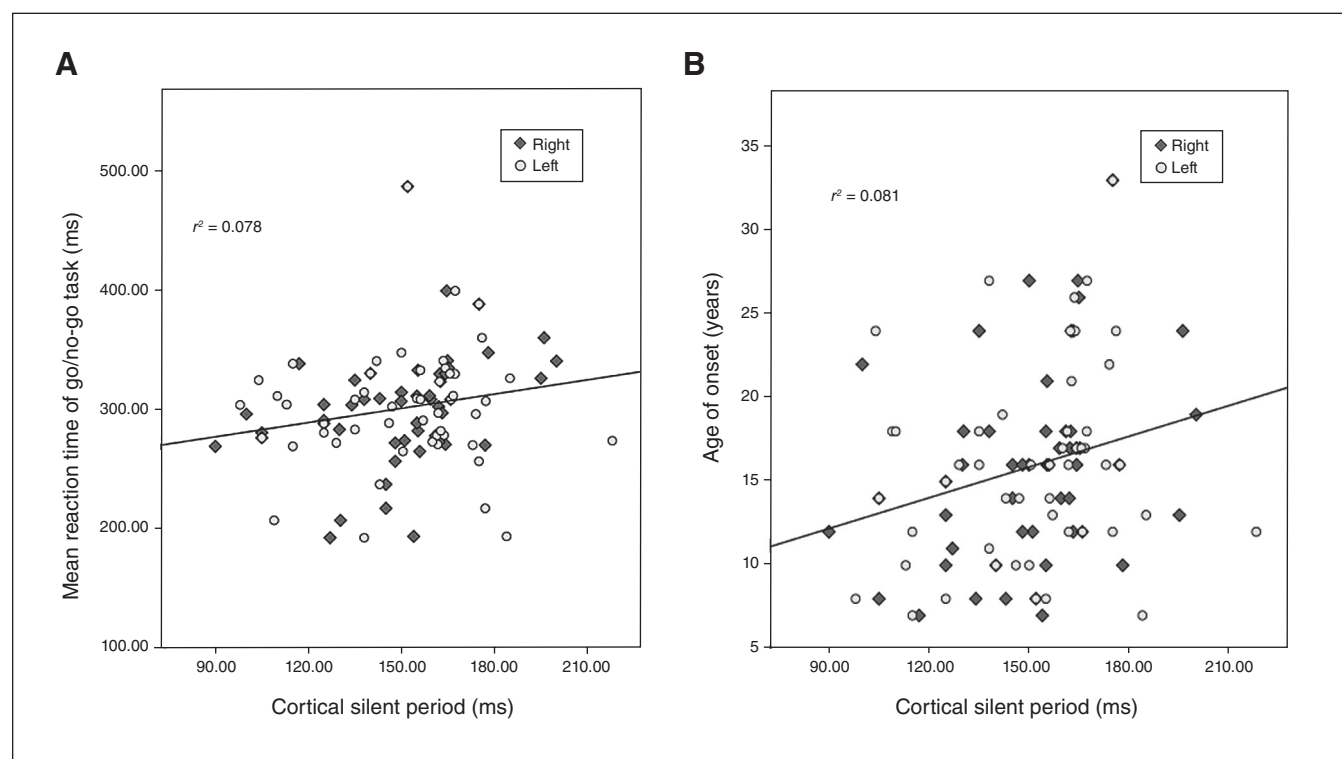 A
Mean reaction time of go/no-go task (ms)
500.00
400.00
300.00
200.00
100.00
Right
Left
r² = 0.078
90.00 120.00 150.00 180.00 210.00
Cortical silent period (ms)
B
Age of onset (years)
35
30
25
20
15
10
5
Right
Left
r² = 0.081
90.00 120.00 150.00 180.00 210.00
Cortical silent period (ms)